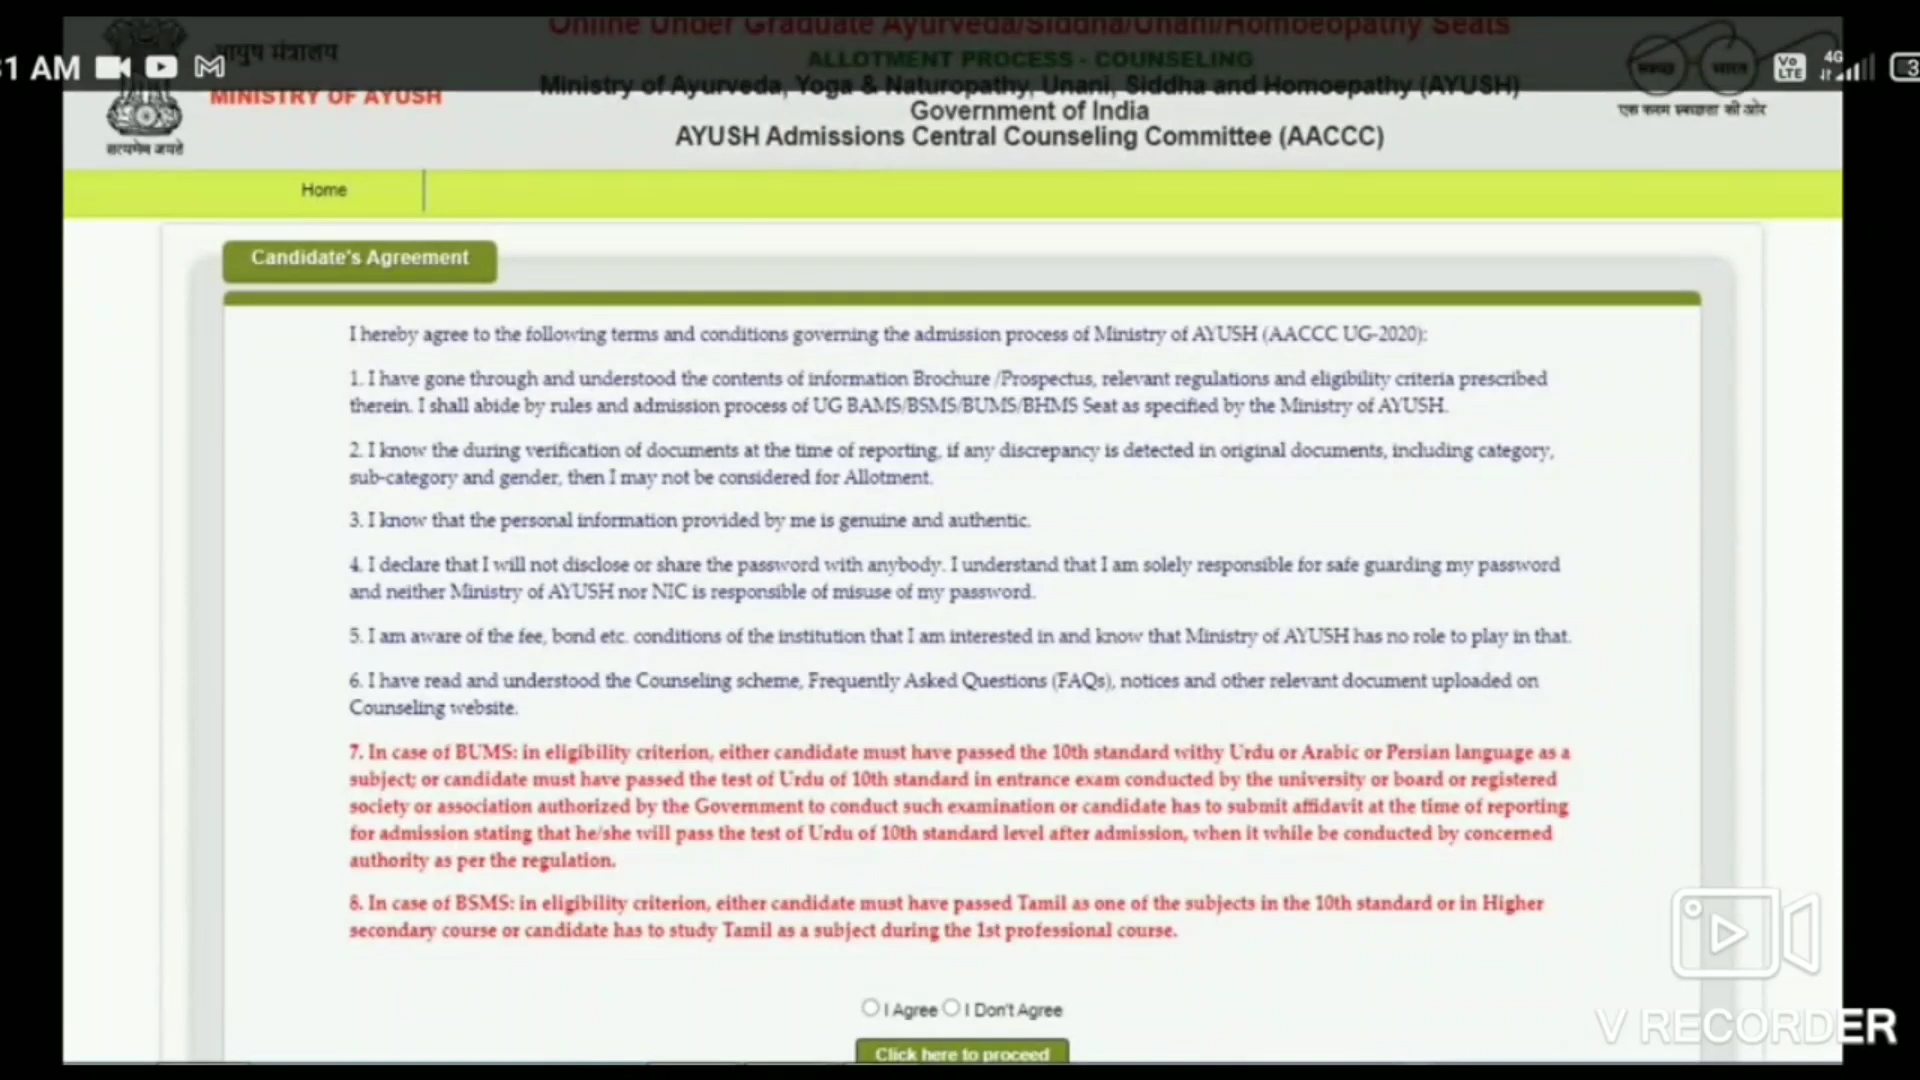 Online Under Graduate Ayurveda/Siddha/Unani/Homoeopathy Seats
आयुष मंत्रालय
ALLOTMENT PROCESS - COUNSELING
31 AM
Vo LTE 4G 3
MINISTRY OF AYUSH
Ministry of Ayurveda, Yoga & Naturopathy, Unani, Siddha and Homoepathy (AYUSH)
Government of India
एक कदम स्वच्छता की ओर
AYUSH Admissions Central Counseling Committee (AACCC)
सत्यमेव जयते
Home
Candidate's Agreement
I hereby agree to the following terms and conditions governing the admission process of Ministry of AYUSH (AACCC UG-2020):
1. I have gone through and understood the contents of information Brochure /Prospectus, relevant regulations and eligibility criteria prescribed
therein. I shall abide by rules and admission process of UG BAMS/BSMS/BUMS/BHMS Seat as specified by the Ministry of AYUSH.
2. I know the during verification of documents at the time of reporting, if any discrepancy is detected in original documents, including category,
sub-category and gender, then I may not be considered for Allotment.
3. I know that the personal information provided by me is genuine and authentic.
4. I declare that I will not disclose or share the password with anybody. I understand that I am solely responsible for safe guarding my password
and neither Ministry of AYUSH nor NIC is responsible of misuse of my password.
5. I am aware of the fee, bond etc. conditions of the institution that I am interested in and know that Ministry of AYUSH has no role to play in that.
6. I have read and understood the Counseling scheme, Frequently Asked Questions (FAQs), notices and other relevant document uploaded on
Counseling website.
7. In case of BUMS: in eligibility criterion, either candidate must have passed the 10th standard withy Urdu or Arabic or Persian language as a
subject; or candidate must have passed the test of Urdu of 10th standard in entrance exam conducted by the university or board or registered
society or association authorized by the Government to conduct such examination or candidate has to submit affidavit at the time of reporting
for admission stating that he/she will pass the test of Urdu of 10th standard level after admission, when it while be conducted by concerned
authority as per the regulation.
8. In case of BSMS: in eligibility criterion, either candidate must have passed Tamil as one of the subjects in the 10th standard or in Higher
secondary course or candidate has to study Tamil as a subject during the 1st professional course.
I Agree I Don't Agree
Click here to proceed
V RECORDER